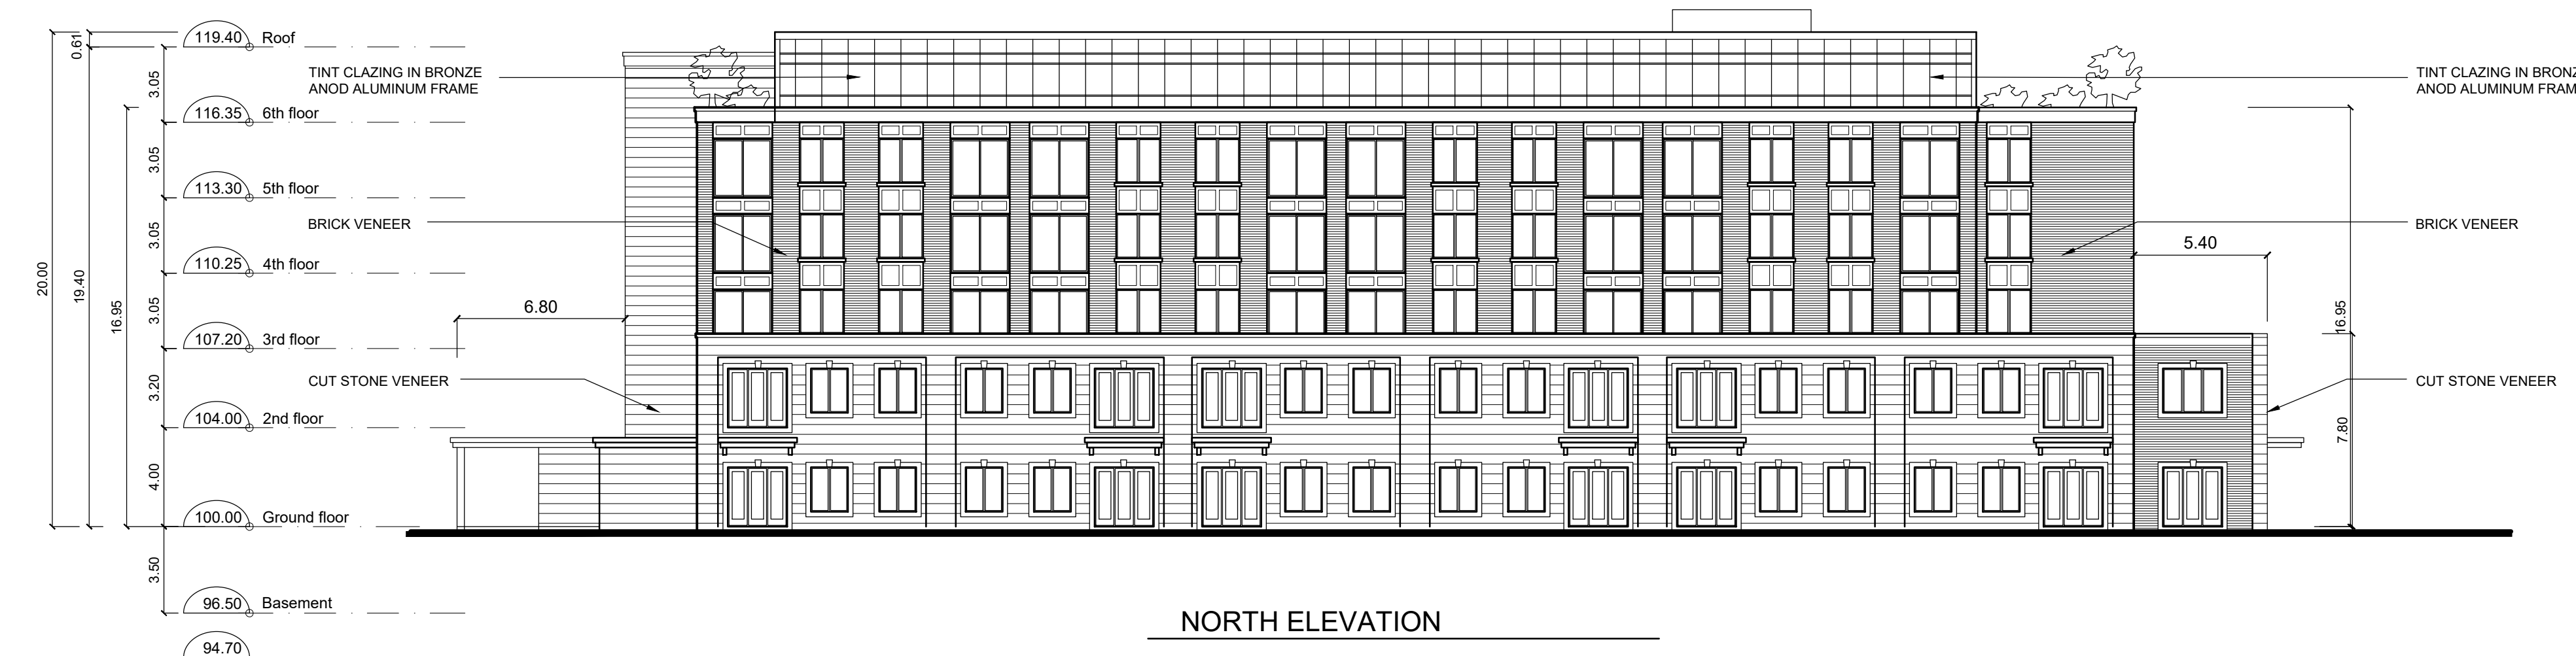 119.40 Roof
0.61
3.05
TINT CLAZING IN BRONZE
ANOD ALUMINUM FRAME
TINT CLAZING IN BRONZ
ANOD ALUMINUM FRAM
116.35 6th floor
3.05
113.30 5th floor
BRICK VENEER
BRICK VENEER
3.05
5.40
110.25 4th floor
20.00
19.40
16.95
3.05
6.80
16.95
107.20 3rd floor
3.20
CUT STONE VENEER
CUT STONE VENEER
104.00 2nd floor
7.80
4.00
100.00 Ground floor
3.50
96.50 Basement
NORTH ELEVATION
94.70